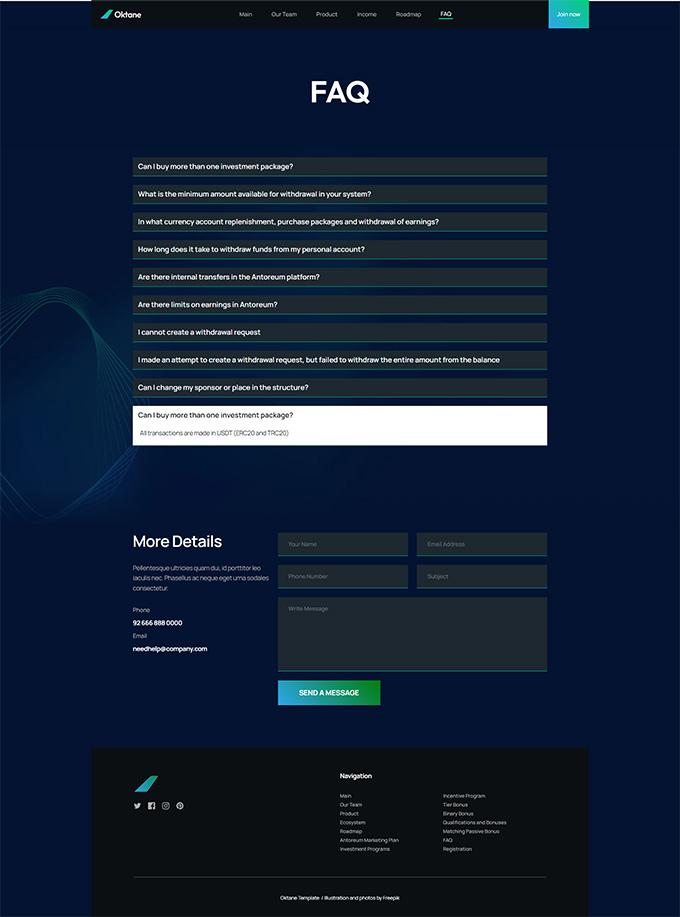 Oktane
Main Our Team Product Income Roadmap FAQ
Join now
FAQ
Can I buy more than one investment package?
What is the minimum amount available for withdrawal in your system?
In what currency account replenishment, purchase packages and withdrawal of earnings?
How long does it take to withdraw funds from my personal account?
Are there internal transfers in the Antoreum platform?
Are there limits on earnings in Antoreum?
I cannot create a withdrawal request
I made an attempt to create a withdrawal request, but failed to withdraw the entire amount from the balance
Can I change my sponsor or place in the structure?
Can I buy more than one investment package?
All transactions are made in USDT (ERC20 and TRC20)
More Details
Pellentesque ultricies quam dui, id porttitor leo
iaculis nec. Phasellus ac neque eget urna sodales
consectetur.
Phone
92 666 888 0000
Email
needhelp@company.com
Your Name
Email Address
Phone Number
Subject
Write Message
SEND A MESSAGE
Navigation
Main
Our Team
Product
Ecosystem
Roadmap
Antoreum Marketing Plan
Investment Programs
Incentive Program
Tier Bonus
Binary Bonus
Qualifications and Bonuses
Matching Passive Bonus
FAQ
Registration
Oktane Template / Illustration and photos by Freepik